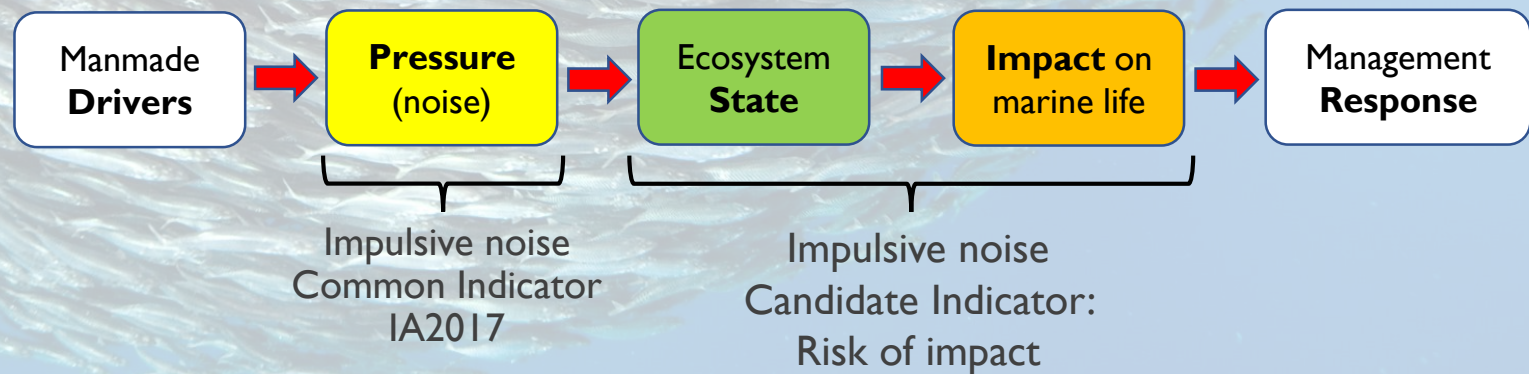 Manmade
Drivers
Pressure
(noise)
Ecosystem
State
Impact on
marine life
Management
Response
Impulsive noise
Common Indicator
IA2017
Impulsive noise
Candidate Indicator:
Risk of impact